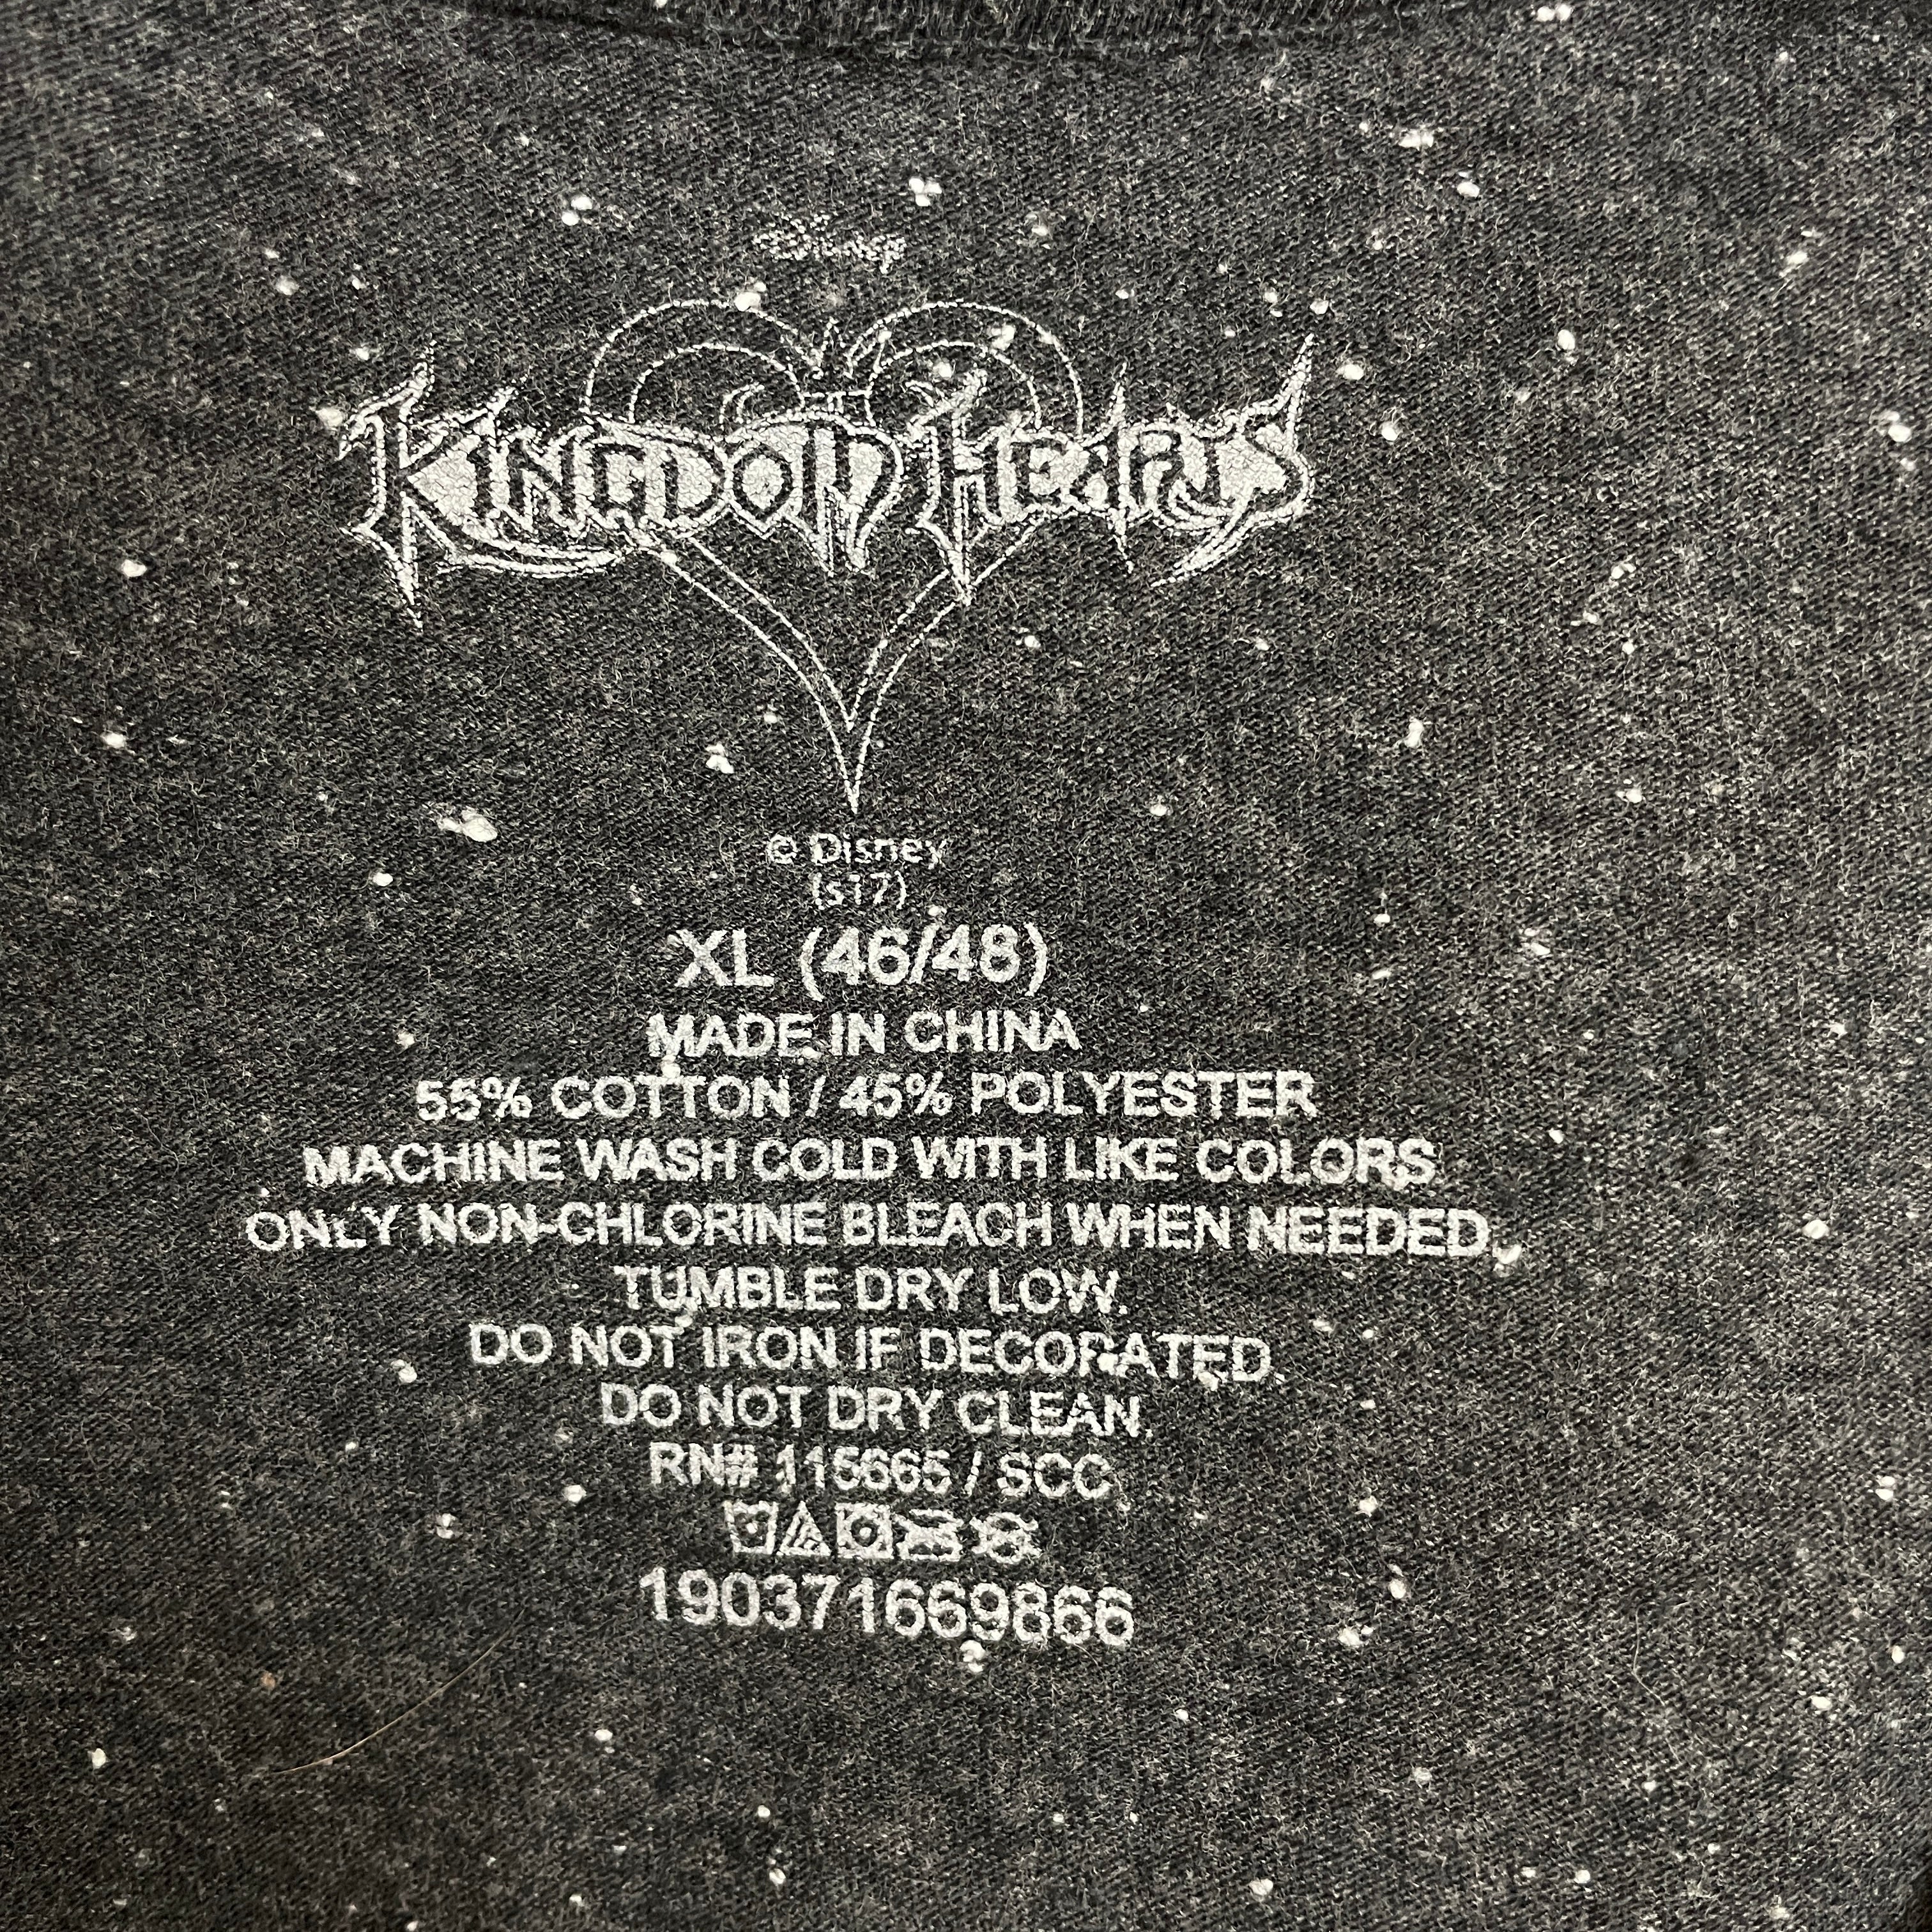 Disney
KINGDOM HEARTS
© Disney
(s17)
XL (46/48)
MADE IN CHINA
55% COTTON / 45% POLYESTER
MACHINE WASH COLD WITH LIKE COLORS
ONLY NON-CHLORINE BLEACH WHEN NEEDED.
TUMBLE DRY LOW.
DO NOT IRON IF DECORATED.
DO NOT DRY CLEAN.
RN# 115665 / SCC
190371669866